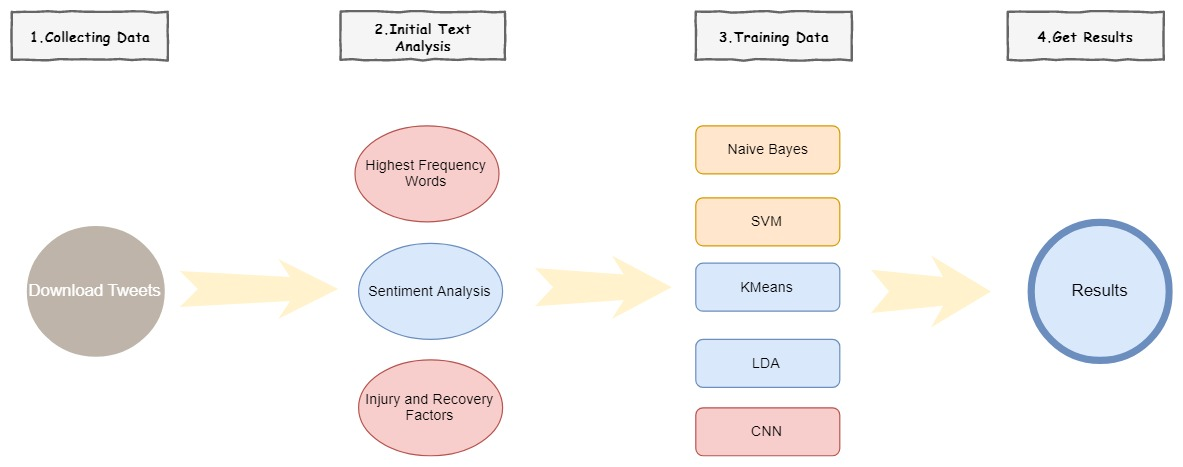 1.Collecting Data
2.Initial Text
Analysis
3.Training Data
4.Get Results
Download Tweets
Highest Frequency
Words
Sentiment Analysis
Injury and Recovery
Factors
Naive Bayes
SVM
KMeans
LDA
CNN
Results